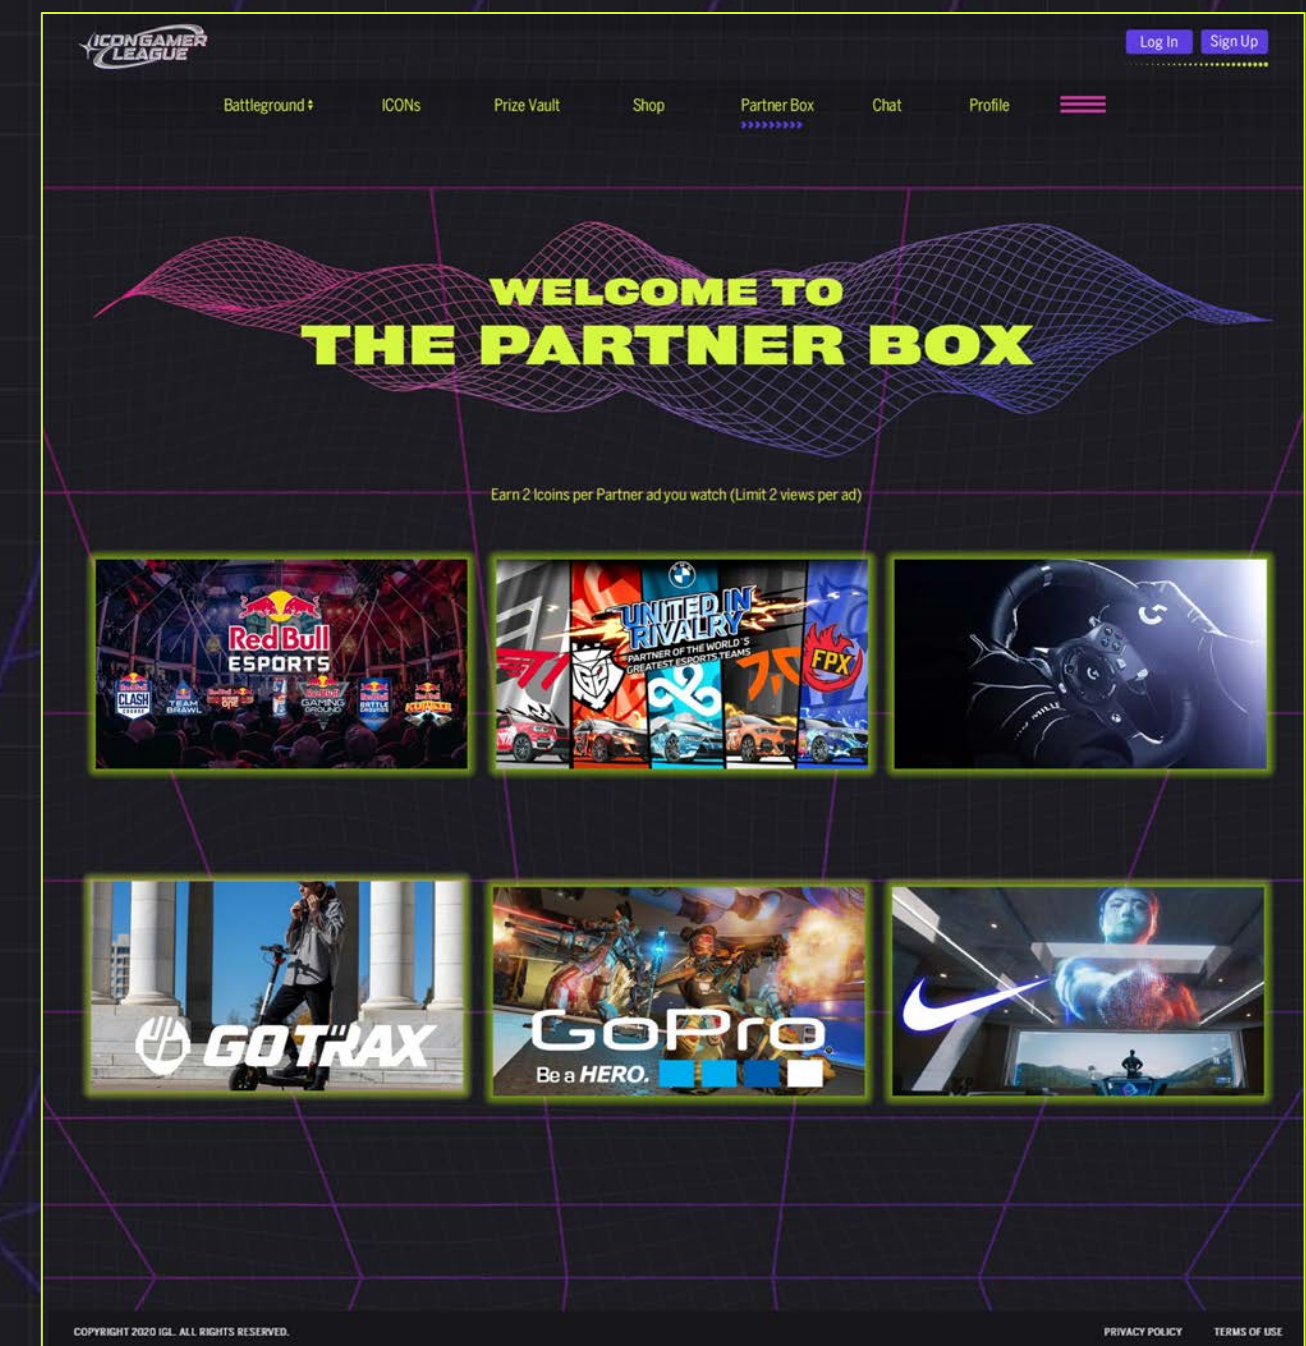 ICON GAMER
LEAGUE
Log In
Sign Up
Battleground
ICONs
Prize Vault
Shop
Partner Box
Chat
Profile
WELCOME TO
THE PARTNER BOX
Earn 2 Icoins per Partner ad you watch (Limit 2 views per ad)
Red Bull
ESPORTS
CLASH
TEAM
BRAWL
GAMING
GROUND
BATTLE
UNITED IN
RIVALRY
PARTNER OF THE WORLD'S
GREATEST ESPORTS TEAMS
T1
FPX
GOTRAX
GoPro
Be a HERO.
COPYRIGHT 2020 IGL. ALL RIGHTS RESERVED.
PRIVACY POLICY
TERMS OF USE